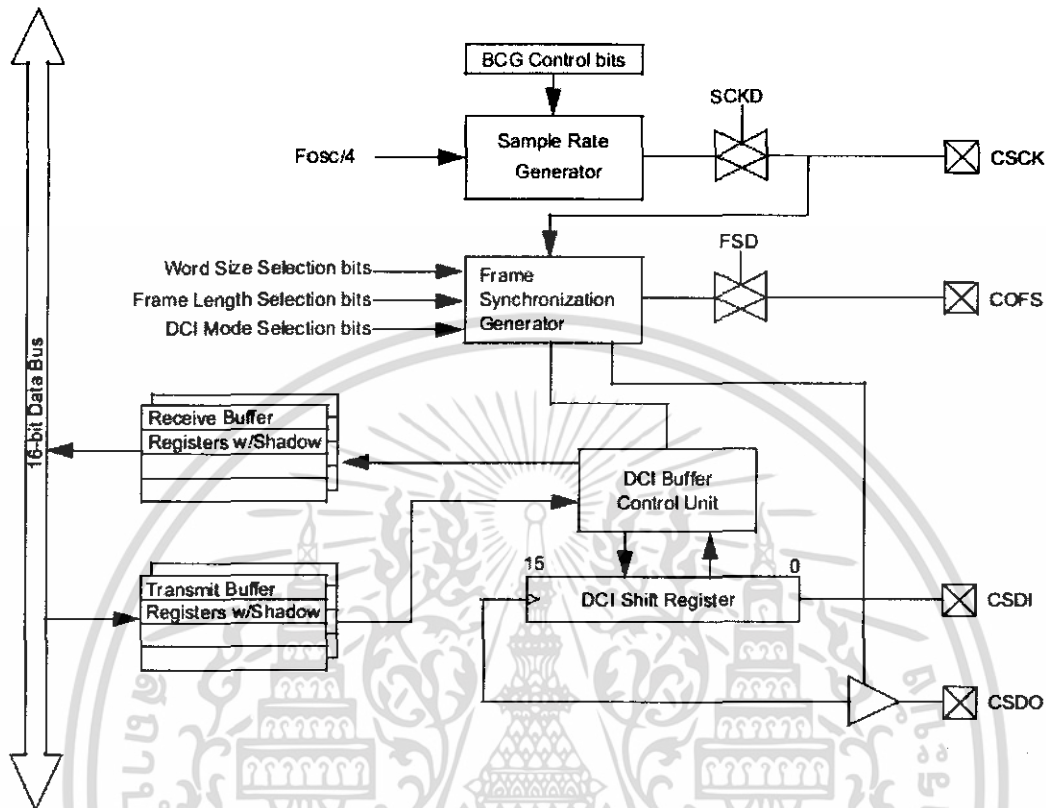 BCG Control bits
SCKD
Fosc/4
Sample Rate
Generator
CSCK
FSD
Word Size Selection bits
Frame Length Selection bits
DCI Mode Selection bits
Frame
Synchronization
Generator
COFS
16-bit Data Bus
Receive Buffer
Registers w/Shadow
DCI Buffer
Control Unit
15
0
Transmit Buffer
Registers w/Shadow
DCI Shift Register
CSDI
CSDO